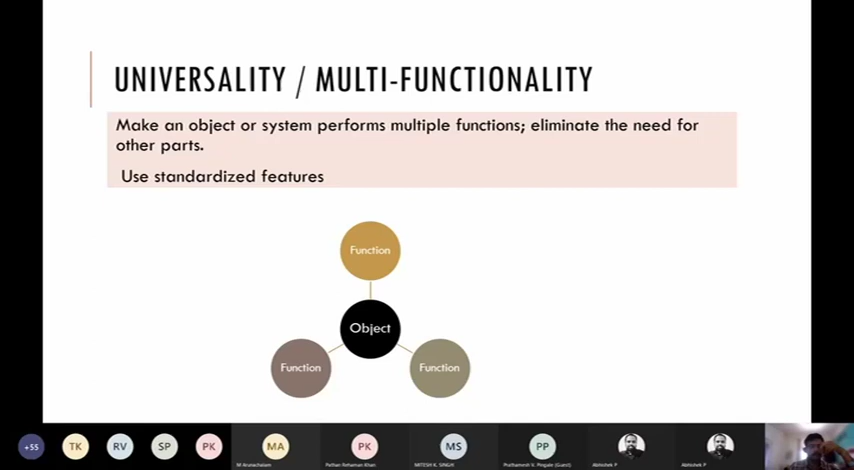 UNIVERSALITY / MULTI-FUNCTIONALITY
Make an object or system performs multiple functions; eliminate the need for
other parts.
Use standardized features
Function
Object
Function
Function
+55
TK
RV
SP
PK
MA
PK
MS
PP
M Arunachalam
Pathan Rehaman Khan
MITESH K. SINGH
Prathamesh S. Pingale (Guest)
Abhishek P
Abhishek P